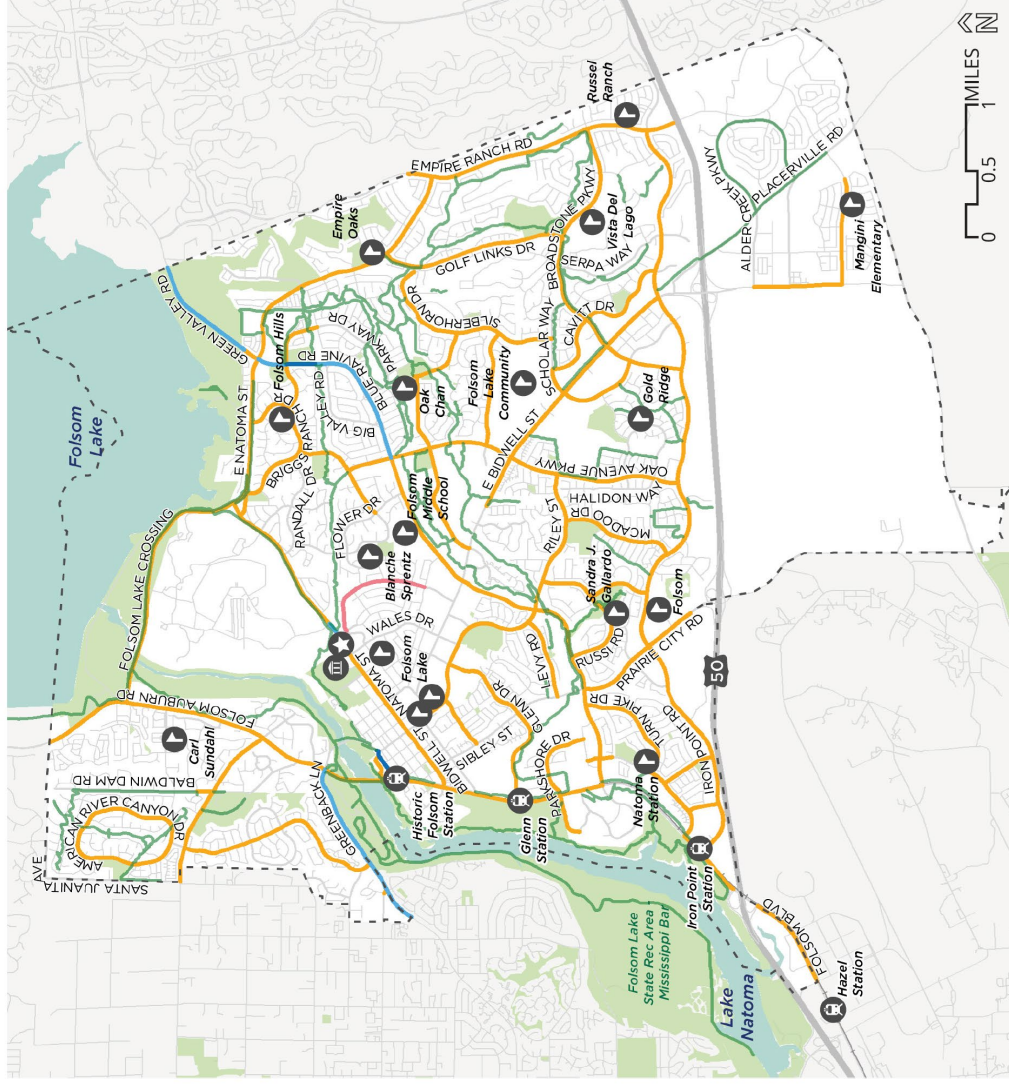 SANTA JUANITA
AVE
AMERICAN RIVER CANYON DR
BALDWIN DAM RD
Carl
Sundahl
FOLSOM AUBURN RD
FOLSOM LAKE CROSSING
Folsom
Lake
GREEN VALLEY RD
GREENBACK LN
E NATOMA ST
BRIGGS RANCH DR
Folsom Hills
RANDALL DR
BIG VALLEY RD
BLUE RAVINE RD
PARKWAY DR
Empire
Oaks
Historic
Folsom
Station
BIDWELL ST
NATOMA ST
WALES DR
Folsom
Lake
FLOWER DR
Blanche
Sprentz
Folsom
Middle
School
Oak
Chan
SILBERHORN DR
GOLF LINKS DR
EMPIRE RANCH RD
SIBLEY ST
GLENN DR
Glenn
Station
PARKSHORE DR
LEVY RD
RILEY ST
E BIDWELL ST
Folsom
Lake
Community
SCHOLAR WAY
BROADSTONE PKWY
CAVITT DR
SERPA WAY
Vista Del
Lago
Russel
Ranch
Natoma
Station
TURN PIKE DR
RUSSI RD
Sandra J.
Gallardo
MCADOO DR
HALIDON WAY
OAK AVENUE PKWY
Gold
Ridge
Folsom Lake
State Rec Area -
Mississippi Bar
Iron Point
Station
IRON POINT RD
PRAIRIE CITY RD
Folsom
Lake
Natoma
50
ALDER CREEK PKWY
PLACERVILLE RD
FOLSOM BLVD
Hazel
Station
Mangini
Elementary
0
0.5
1
MILES
N